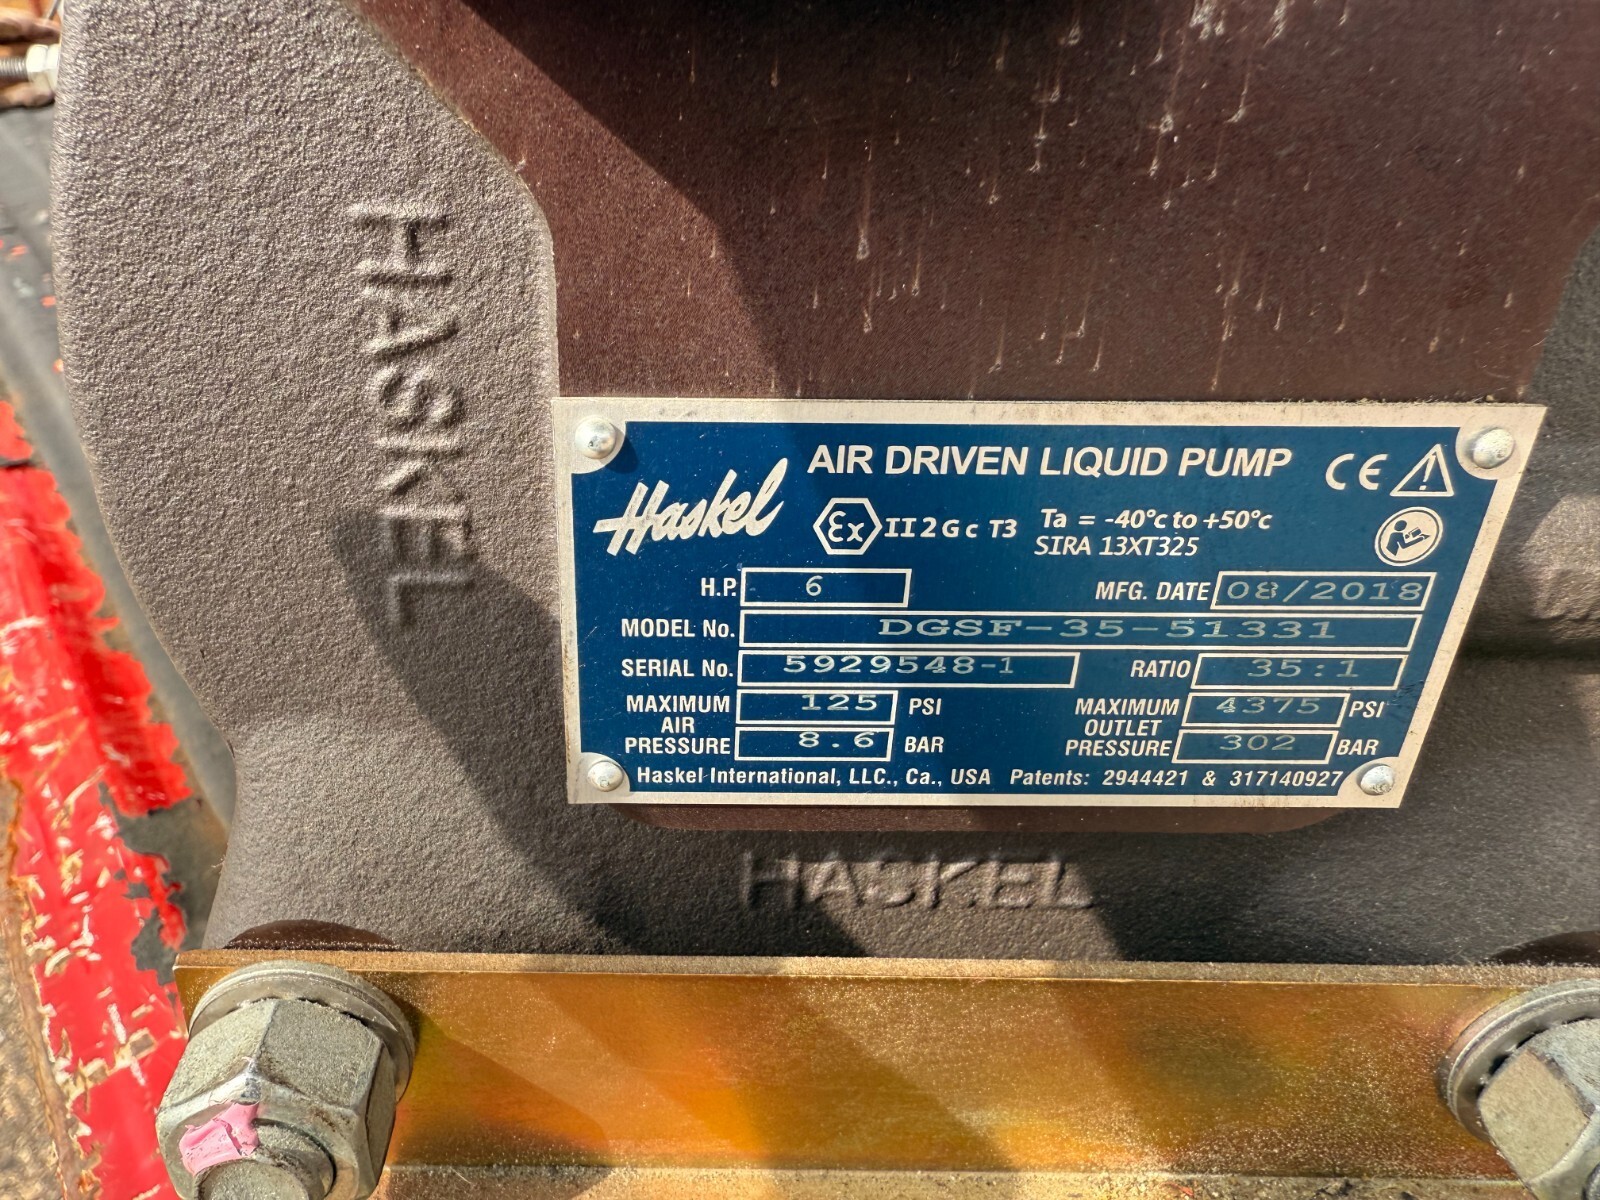 HASKEL
AIR DRIVEN LIQUID PUMP CE
Haskel
Ex II 2 G c T3 Ta = -40°c to +50°c
SIRA 13XT325
H.P. 6 MFG. DATE 08/2018
MODEL No. DGSF-35-51331
SERIAL No. 5929548-1 RATIO 35:1
MAXIMUM AIR PRESSURE 125 PSI MAXIMUM OUTLET PRESSURE 4375 PSI
8.6 BAR 302 BAR
Haskel International, LLC., Ca., USA Patents: 2944421 & 317140927
HASKEL